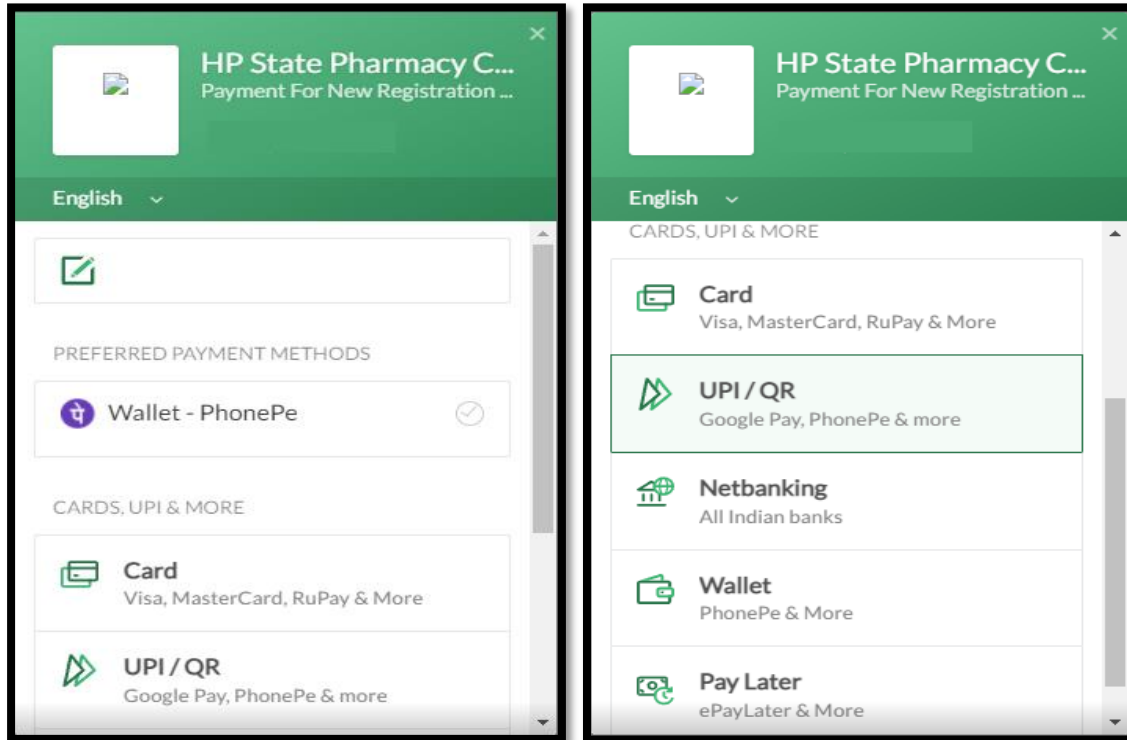 HP State Pharmacy C...
Payment For New Registration ...
English
PREFERRED PAYMENT METHODS
पे Wallet - PhonePe
CARDS, UPI & MORE
Card
Visa, MasterCard, RuPay & More
UPI / QR
Google Pay, PhonePe & more
HP State Pharmacy C...
Payment For New Registration ...
English
CARDS, UPI & MORE
Card
Visa, MasterCard, RuPay & More
UPI / QR
Google Pay, PhonePe & more
Netbanking
All Indian banks
Wallet
PhonePe & More
Pay Later
ePayLater & More